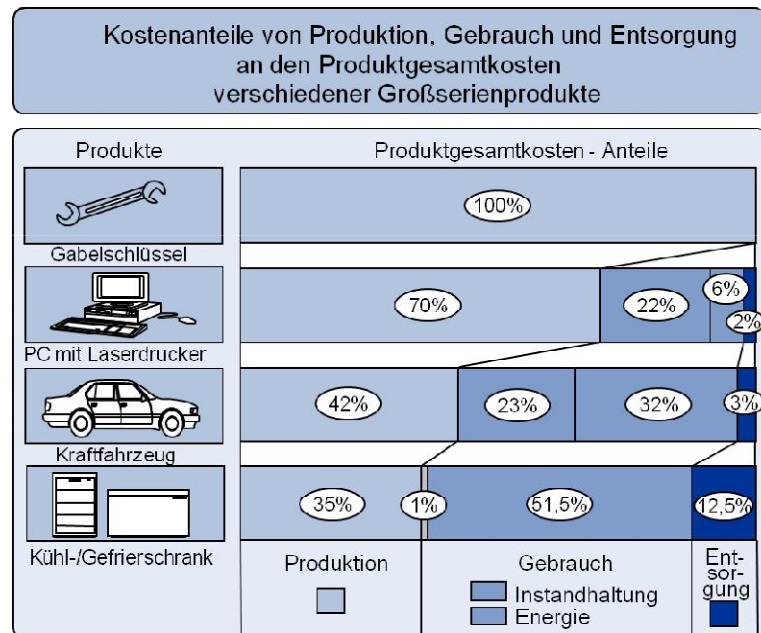 Kostenanteile von Produktion, Gebrauch und Entsorgung
an den Produktgesamtkosten
verschiedener Großserienprodukte
Produkte
Produktgesamtkosten - Anteile
100%
Gabelschlüssel
70%
22%
6%
2%
PC mit Laserdrucker
42%
23%
32%
3%
Kraftfahrzeug
35%
1%
51,5%
12,5%
Kühl-/Gefrierschrank
Produktion
Gebrauch
Instandhaltung
Energie
Ent-
sor-
gung